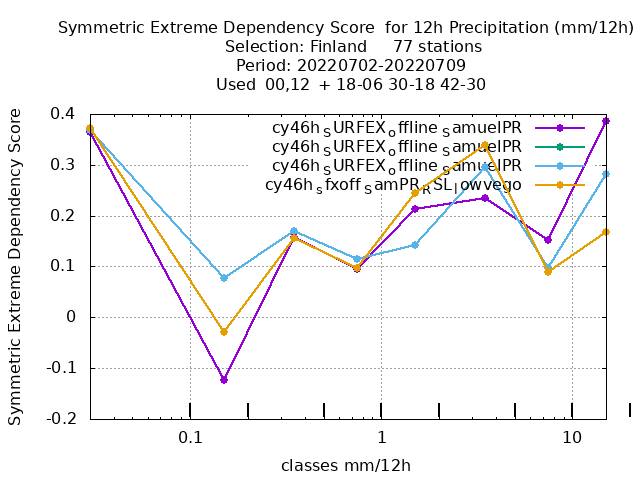 Symmetric Extreme Dependency Score for 12h Precipitation (mm/12h)
Selection: Finland 77 stations
Period: 20220702-20220709
Used 00,12 + 18-06 30-18 42-30
Symmetric Extreme Dependency Score
0.4
0.3
0.2
0.1
0
-0.1
-0.2
cy46h_SURFEX_offline_SamuelPR
cy46h_SURFEX_offline_SamuelPR
cy46h_SURFEX_offline_SamuelPR
cy46h_sfxoff_SamPR_RSL_lowvego
0.1 1 10
classes mm/12h